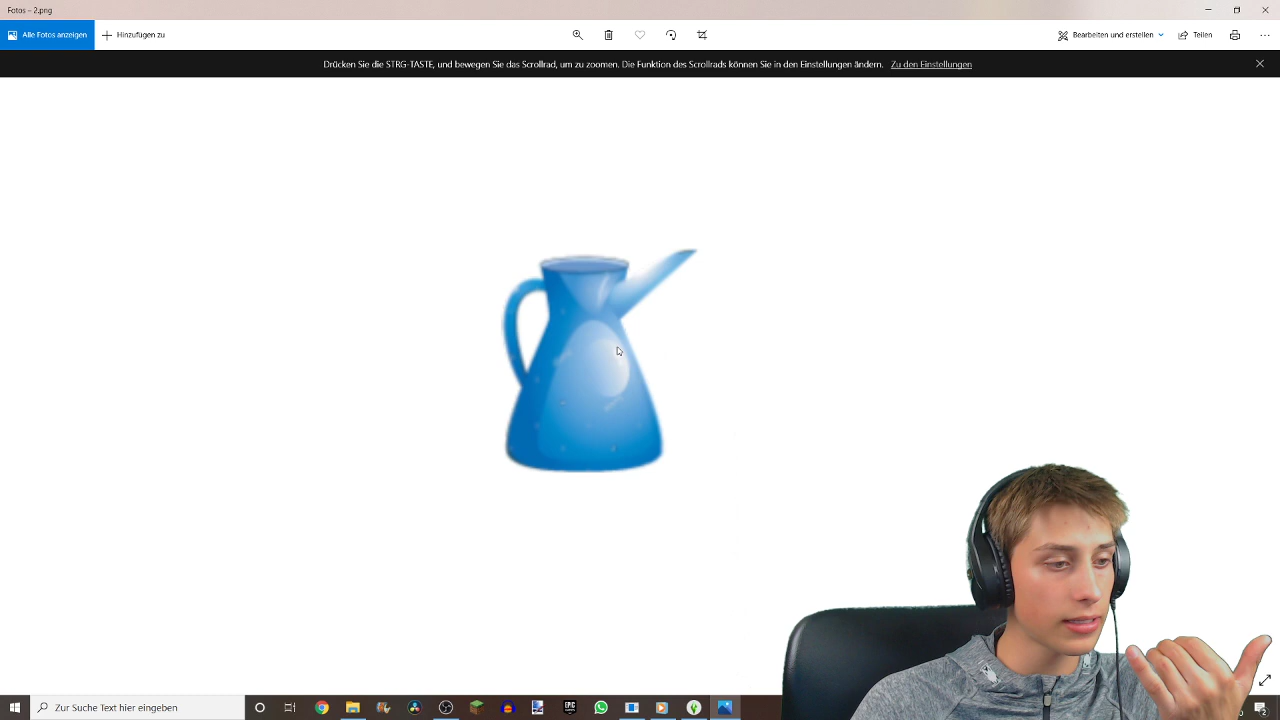 Fotos – 2.png
Alle Fotos anzeigen
Hinzufügen zu
Bearbeiten und erstellen
Teilen
Drücken Sie die STRG-TASTE, und bewegen Sie das Scrollrad, um zu zoomen. Die Funktion des Scrollrads können Sie in den Einstellungen ändern. Zu den Einstellungen
Zur Suche Text hier eingeben
EPIC